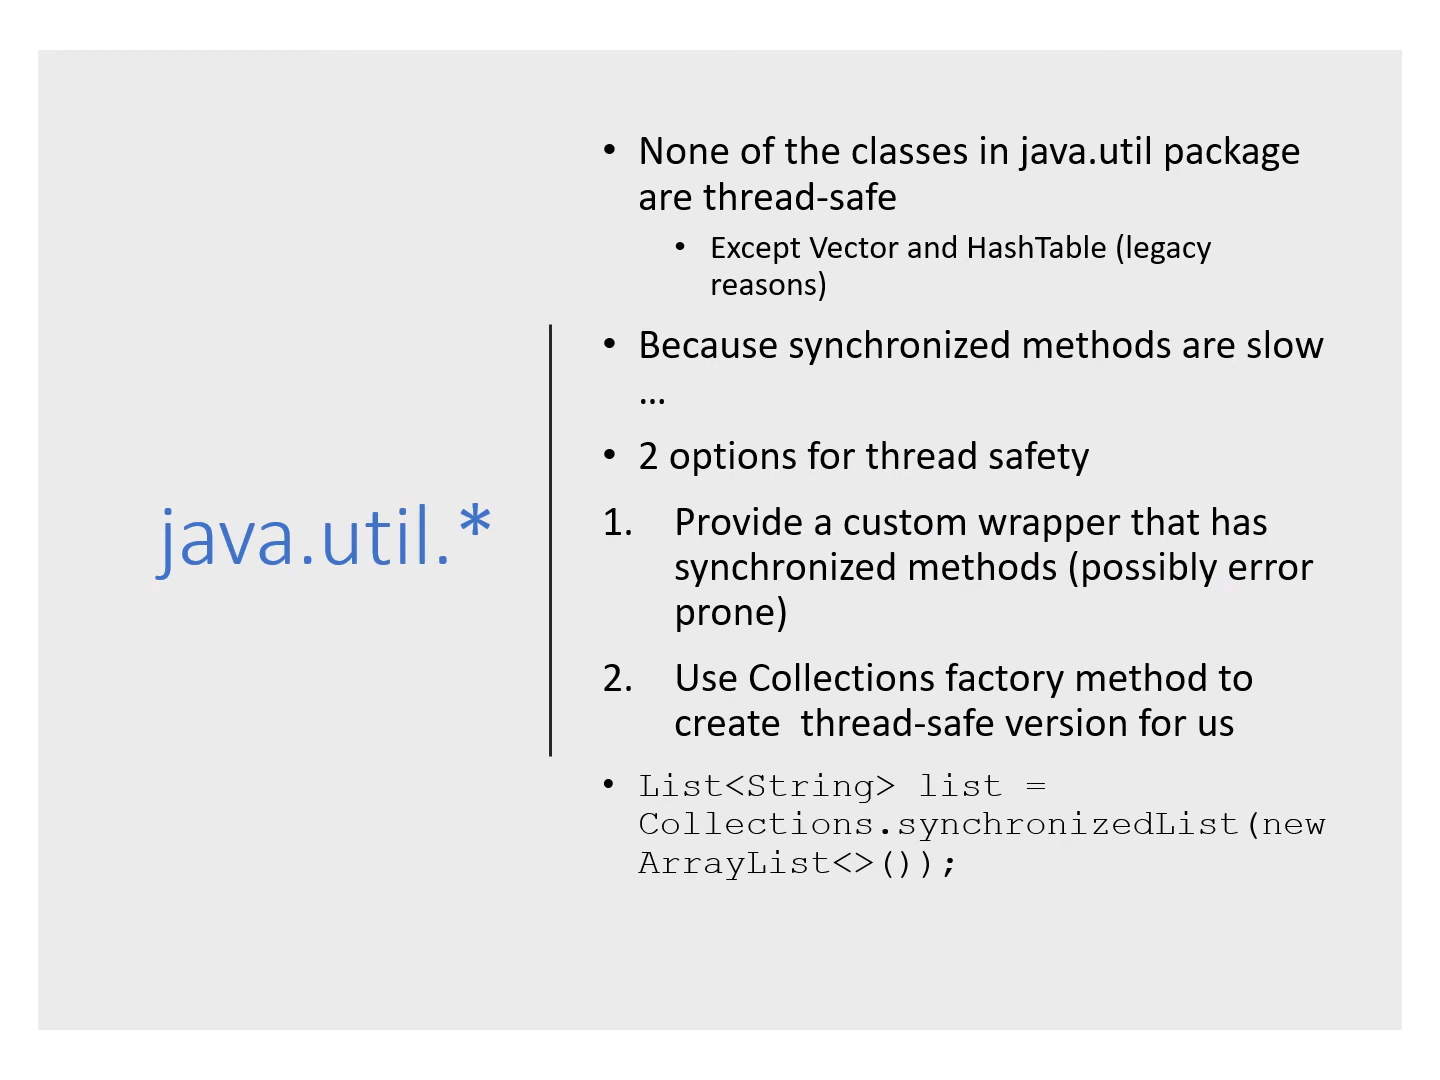 java.util.*
• None of the classes in java.util package
are thread-safe
• Except Vector and HashTable (legacy
reasons)
• Because synchronized methods are slow
…
• 2 options for thread safety
1. Provide a custom wrapper that has
synchronized methods (possibly error
prone)
2. Use Collections factory method to
create  thread-safe version for us
• List<String> list =
Collections.synchronizedList(new
ArrayList<>());